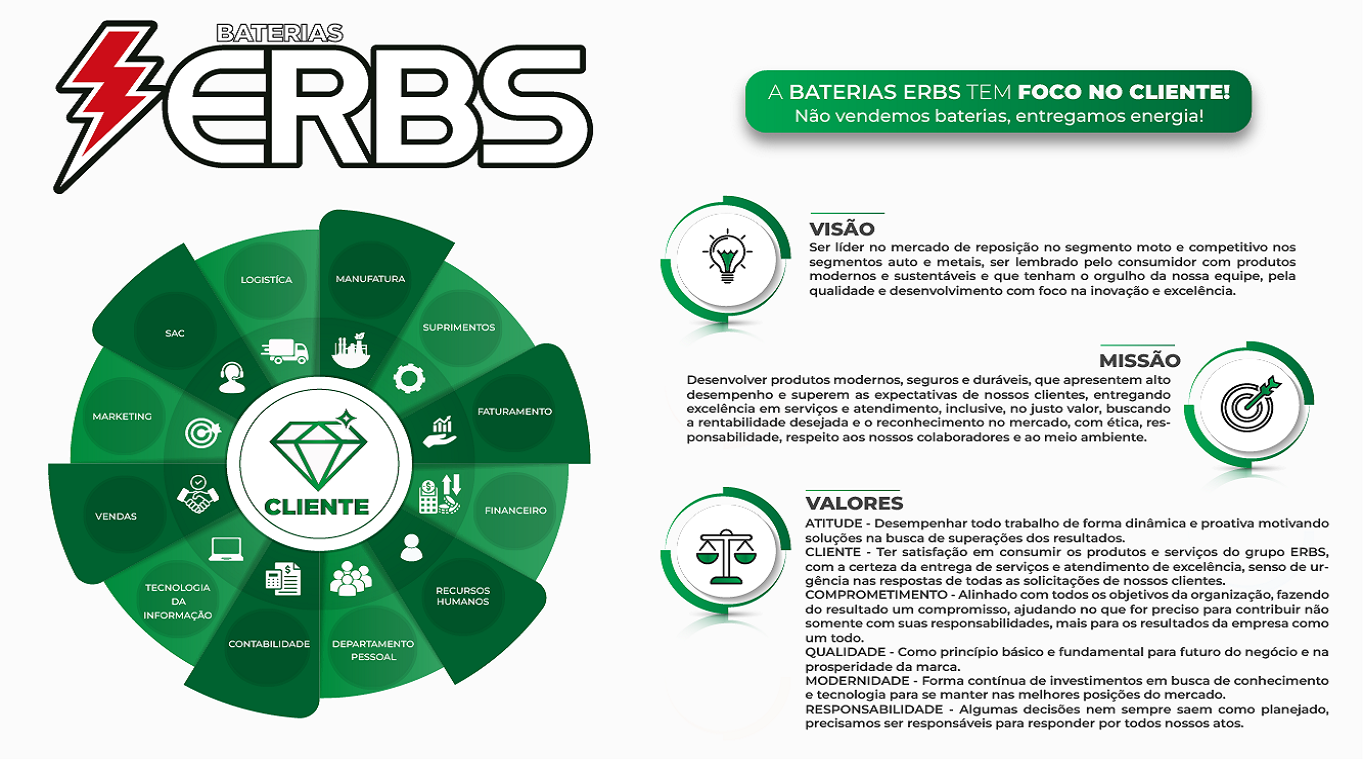 BATERIAS
ERBS
A BATERIAS ERBS TEM FOCO NO CLIENTE!
Não vendemos baterias, entregamos energia!
LOGISTÍCA
MANUFATURA
SUPRIMENTOS
FATURAMENTO
FINANCEIRO
RECURSOS
HUMANOS
DEPARTAMENTO
PESSOAL
CONTABILIDADE
TECNOLOGIA
DA
INFORMAÇÃO
VENDAS
MARKETING
SAC
CLIENTE
VISÃO
Ser líder no mercado de reposição no segmento moto e competitivo nos
segmentos auto e metais, ser lembrado pelo consumidor com produtos
modernos e sustentáveis e que tenham o orgulho da nossa equipe, pela
qualidade e desenvolvimento com foco na inovação e excelência.
MISSÃO
Desenvolver produtos modernos, seguros e duráveis, que apresentem alto
desempenho e superem as expectativas de nossos clientes, entregando
excelência em serviços e atendimento, inclusive, no justo valor, buscando
a rentabilidade desejada e o reconhecimento no mercado, com ética, res-
ponsabilidade, respeito aos nossos colaboradores e ao meio ambiente.
VALORES
ATITUDE - Desempenhar todo trabalho de forma dinâmica e proativa motivando
soluções na busca de superações dos resultados.
CLIENTE - Ter satisfação em consumir os produtos e serviços do grupo ERBS,
com a certeza da entrega de serviços e atendimento de excelência, senso de ur-
gência nas respostas de todas as solicitações de nossos clientes.
COMPROMETIMENTO - Alinhado com todos os objetivos da organização, fazendo
do resultado um compromisso, ajudando no que for preciso para contribuir não
somente com suas responsabilidades, mais para os resultados da empresa como
um todo.
QUALIDADE - Como princípio básico e fundamental para futuro do negócio e na
prosperidade da marca.
MODERNIDADE - Forma contínua de investimentos em busca de conhecimento
e tecnologia para se manter nas melhores posições do mercado.
RESPONSABILIDADE - Algumas decisões nem sempre saem como planejado,
precisamos ser responsáveis para responder por todos nossos atos.